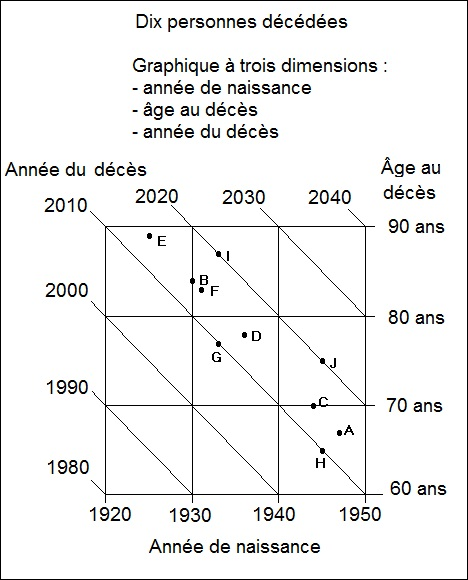 Dix personnes décédées
Graphique à trois dimensions :
- année de naissance
- âge au décès
- année du décès
Année du décès
Âge au
décès
2020 2030 2040
2010
90 ans
E
I
B
F
2000
80 ans
D
G
J
1990
70 ans
C
A
H
1980
60 ans
1920 1930 1940 1950
Année de naissance